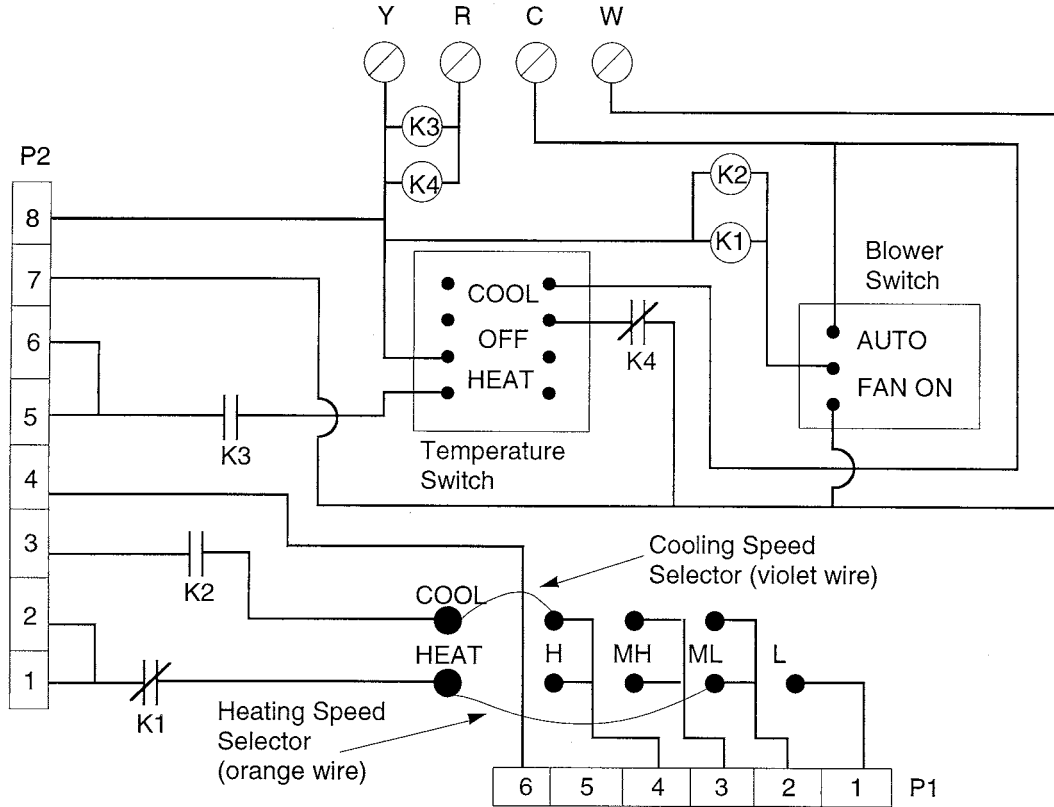 Y R C W
K3
P2
K4
K2
8
K1
Blower
Switch
7
COOL
6
OFF
AUTO
HEAT
K4
FAN ON
5
K3
Temperature
Switch
4
3
Cooling Speed
Selector (violet wire)
K2
COOL
2
HEAT H MH ML L
1
K1
Heating Speed
Selector
(orange wire)
6 5 4 3 2 1 P1